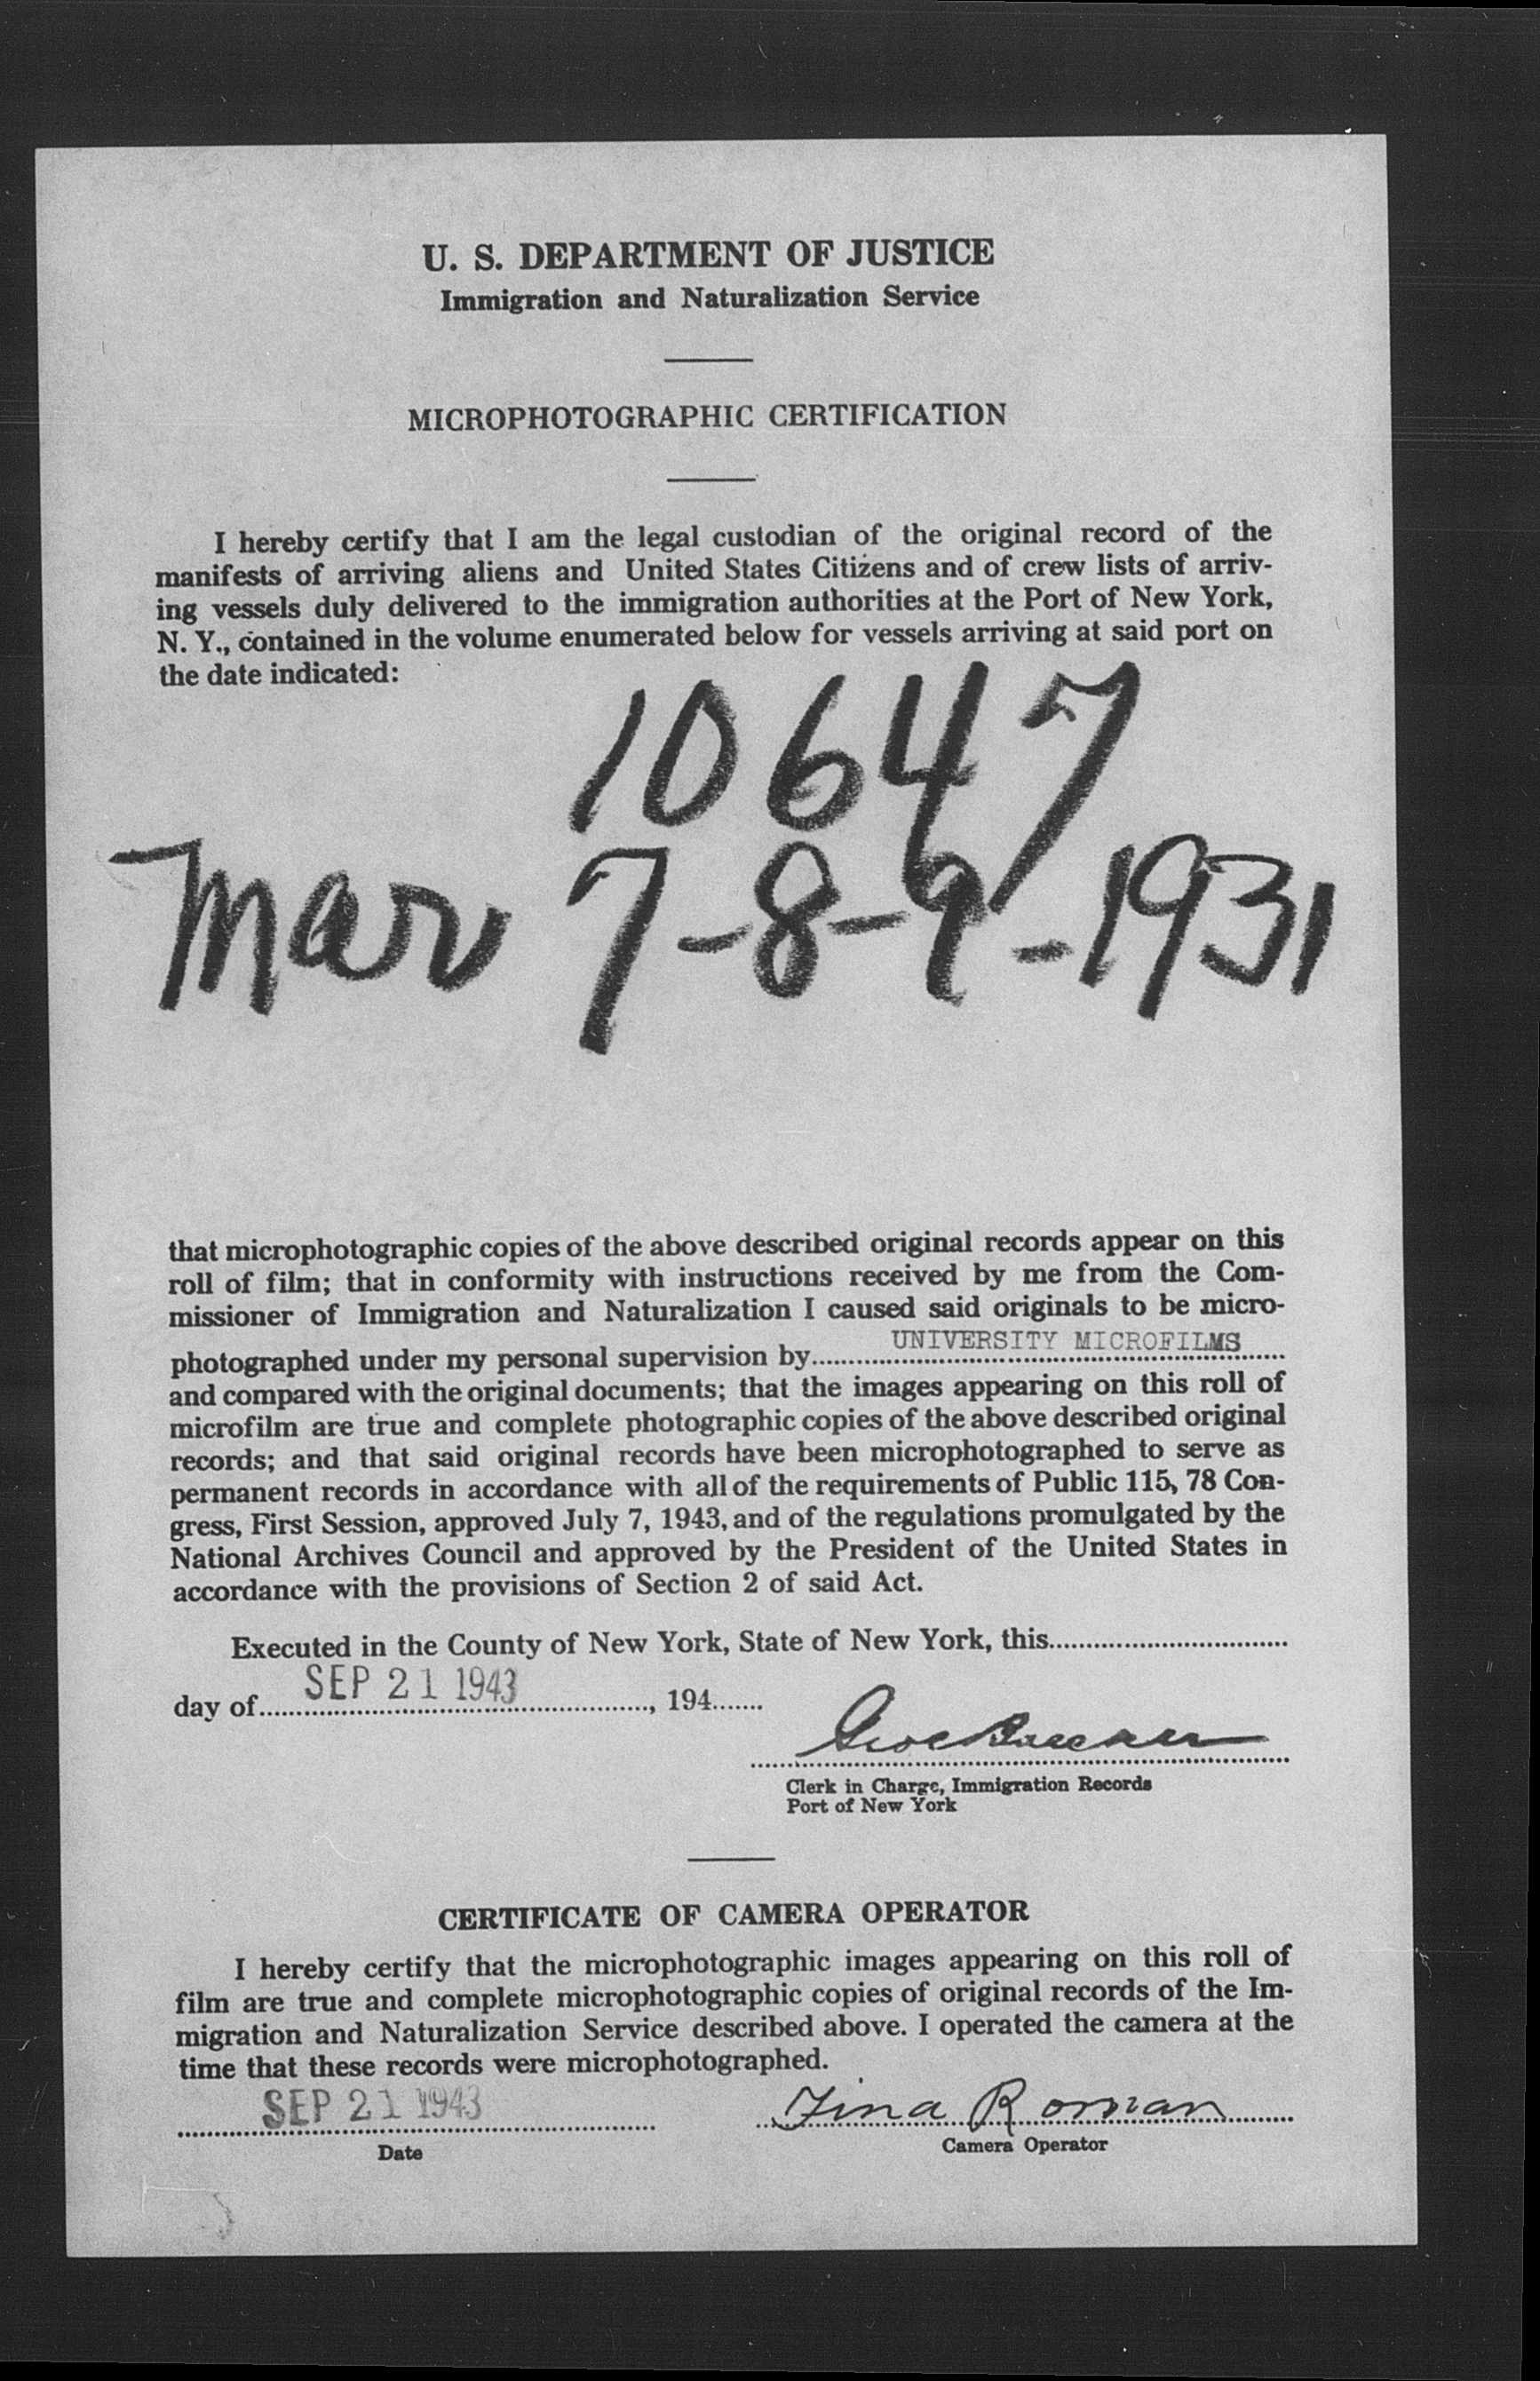 U. S. DEPARTMENT OF JUSTICE
Immigration and Naturalization Service
MICROPHOTOGRAPHIC CERTIFICATION
I hereby certify that I am the legal custodian of the original record of the
manifests of arriving aliens and United States Citizens and of crew lists of arriv-
ing vessels duly delivered to the immigration authorities at the Port of New York,
N. Y., contained in the volume enumerated below for vessels arriving at said port on
the date indicated:
10647
Mar 7-8-9-1931
that microphotographic copies of the above described original records appear on this
roll of film; that in conformity with instructions received by me from the Com-
missioner of Immigration and Naturalization I caused said originals to be micro-
photographed under my personal supervision by UNIVERSITY MICROFILMS
and compared with the original documents; that the images appearing on this roll of
microfilm are true and complete photographic copies of the above described original
records; and that said original records have been microphotographed to serve as
permanent records in accordance with all of the requirements of Public 115, 78 Con-
gress, First Session, approved July 7, 1943, and of the regulations promulgated by the
National Archives Council and approved by the President of the United States in
accordance with the provisions of Section 2 of said Act.
Executed in the County of New York, State of New York, this
day of SEP 21 1943, 194
Clerk in Charge, Immigration Records
Port of New York
CERTIFICATE OF CAMERA OPERATOR
I hereby certify that the microphotographic images appearing on this roll of
film are true and complete microphotographic copies of original records of the Im-
migration and Naturalization Service described above. I operated the camera at the
time that these records were microphotographed.
SEP 21 1943 Tina Roman
Date Camera Operator